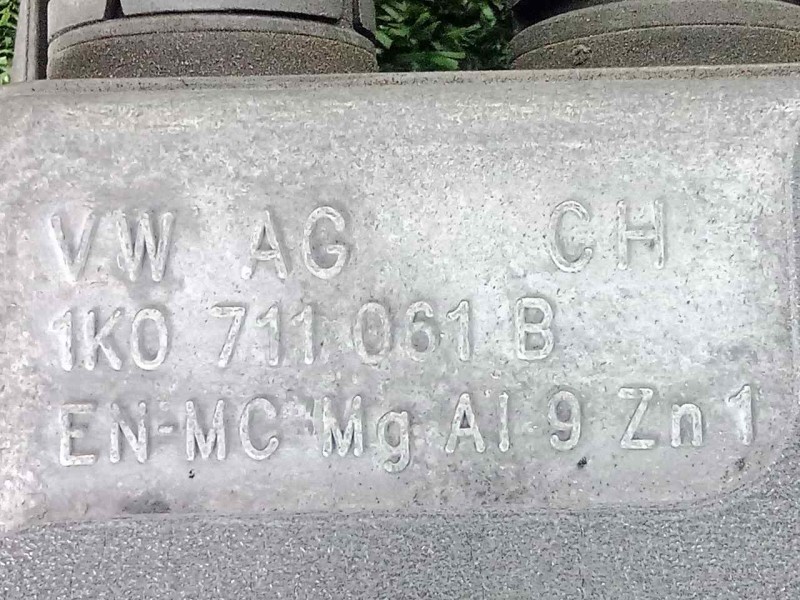 VW AG CH
1K0 711 061 B
EN-MC Mg Al 9 Zn 1